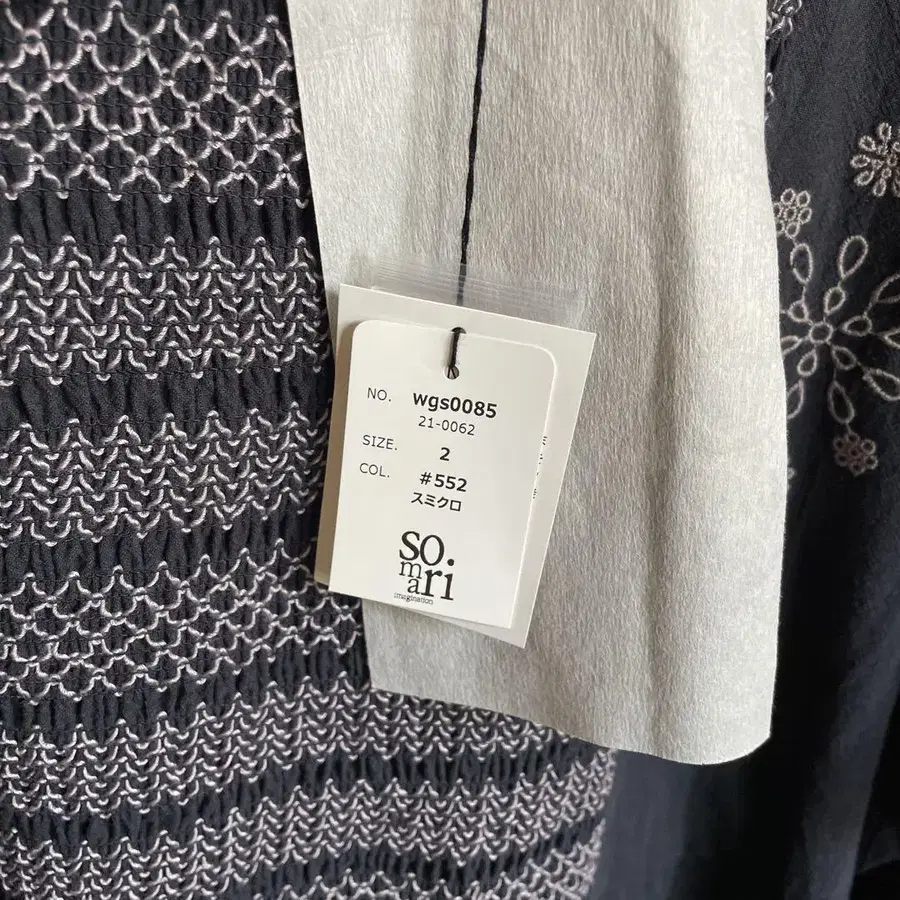 NO. wgs0085
21-0062
SIZE. 2
COL. #552
スミクロ
so.
ma
ri
imagination